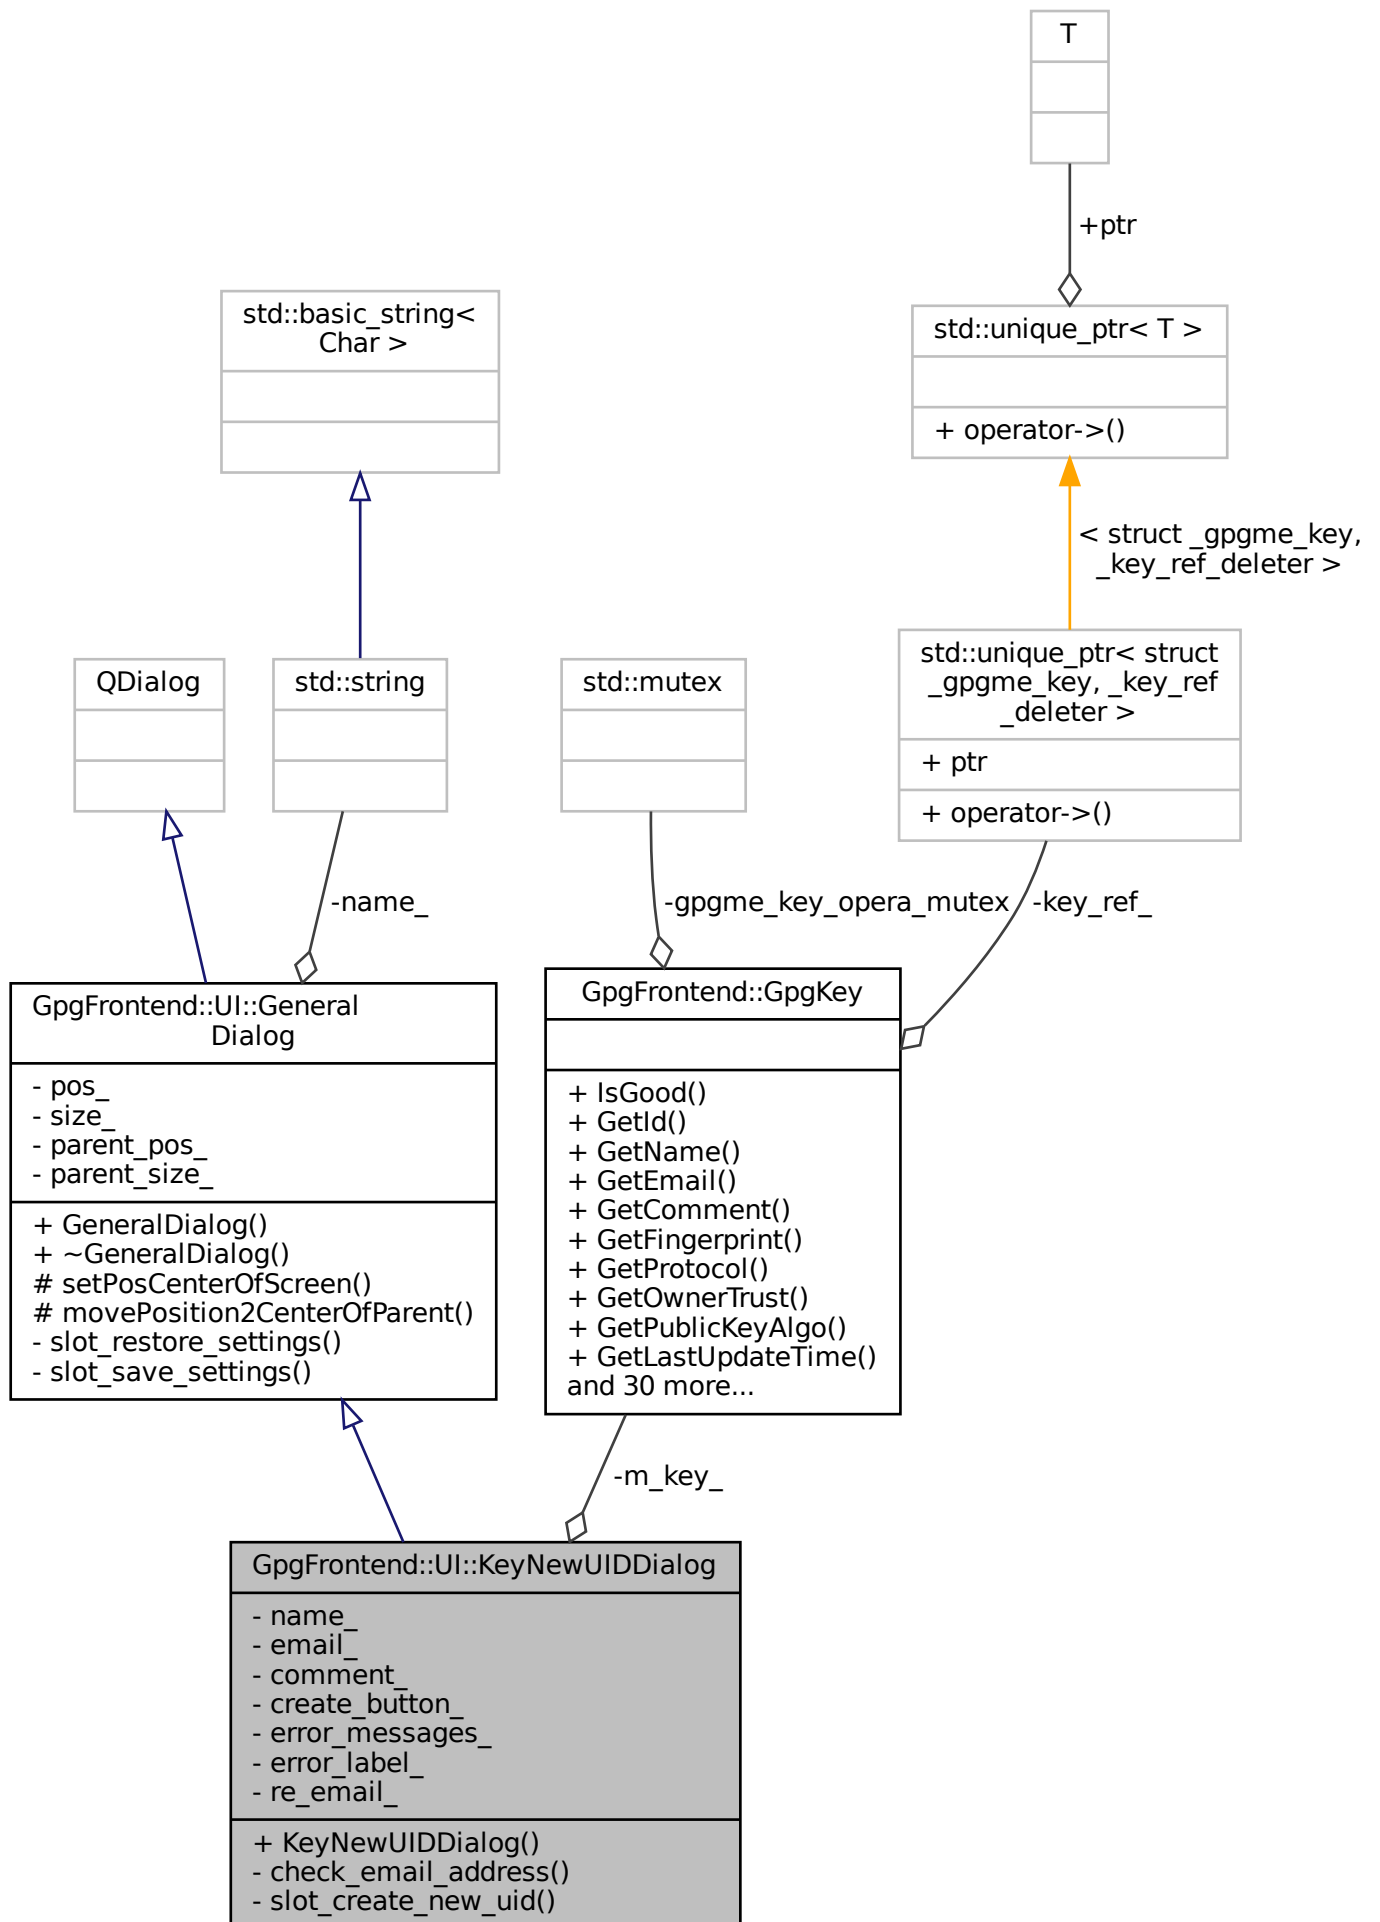 T
+ptr
std::basic_string<
Char >
std::unique_ptr< T >
+ operator->()
< struct _gpgme_key,
_key_ref_deleter >
QDialog
std::string
std::mutex
std::unique_ptr< struct
_gpgme_key, _key_ref
_deleter >
+ ptr
+ operator->()
-name_
-gpgme_key_opera_mutex
-key_ref_
GpgFrontend::UI::General
Dialog
- pos_
- size_
- parent_pos_
- parent_size_
+ GeneralDialog()
+ ~GeneralDialog()
# setPosCenterOfScreen()
# movePosition2CenterOfParent()
- slot_restore_settings()
- slot_save_settings()
GpgFrontend::GpgKey
+ IsGood()
+ GetId()
+ GetName()
+ GetEmail()
+ GetComment()
+ GetFingerprint()
+ GetProtocol()
+ GetOwnerTrust()
+ GetPublicKeyAlgo()
+ GetLastUpdateTime()
and 30 more...
-m_key_
GpgFrontend::UI::KeyNewUIDDialog
- name_
- email_
- comment_
- create_button_
- error_messages_
- error_label_
- re_email_
+ KeyNewUIDDialog()
- check_email_address()
- slot_create_new_uid()